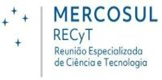 MERCOSUL
RECyT
Reunião Especializada
de Ciência e Tecnologia